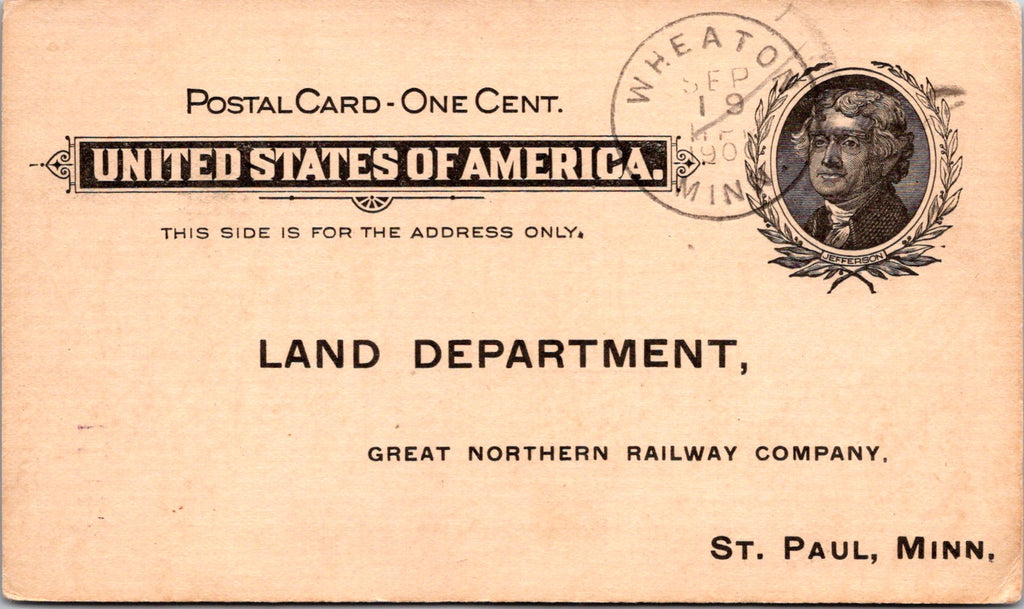 POSTAL CARD - ONE CENT.
UNITED STATES OF AMERICA.
THIS SIDE IS FOR THE ADDRESS ONLY.
WHEATON
SEP
19
MINN.
JEFFERSON
LAND DEPARTMENT,
GREAT NORTHERN RAILWAY COMPANY,
ST. PAUL, MINN.